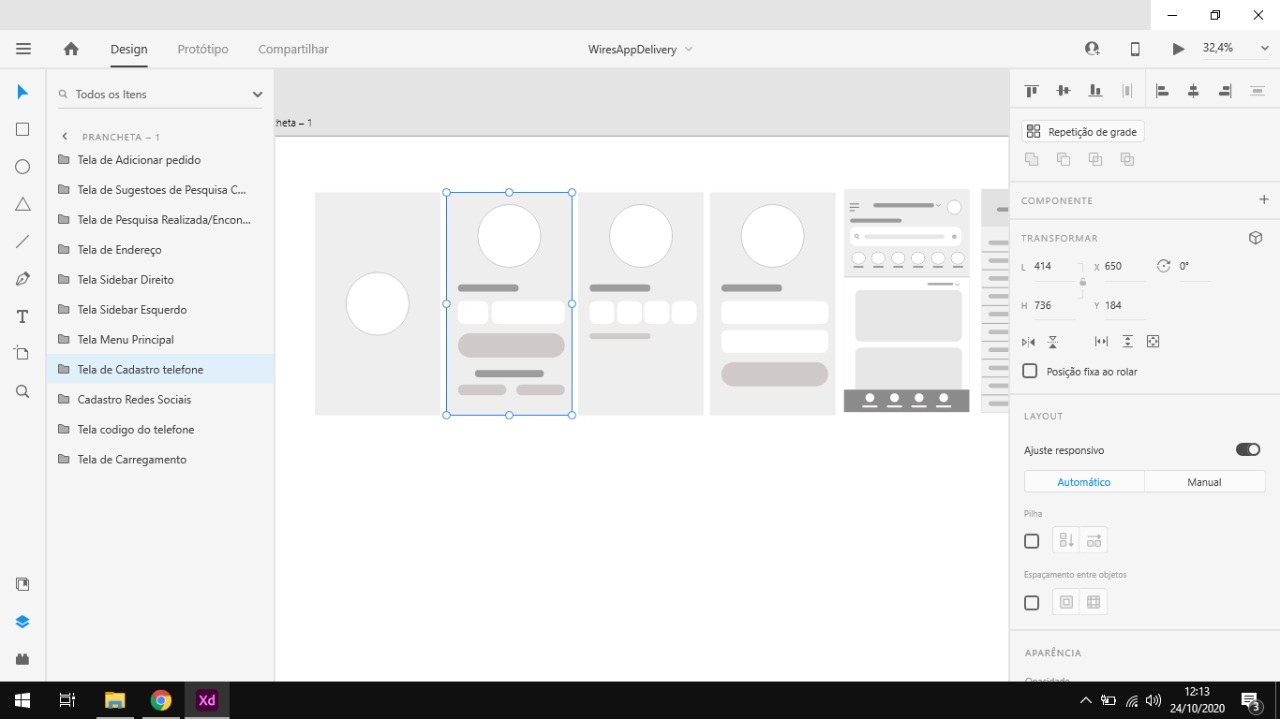 Design
Protótipo
Compartilhar
WiresAppDelivery
32,4%
Todos os Itens
PRANCHETA – 1
Tela de Adicionar pedido
Tela de Sugestoes de Pesquisa C...
Tela de Pesquisa Realizada/Encon...
Tela de Endereço
Tela Sidebar Direito
Tela Sidebar Esquerdo
Tela Menu Principal
Tela de Cadastro telefone
Cadastro Redes Sociais
Tela codigo do telefone
Tela de Carregamento
heta – 1
Repetição de grade
COMPONENTE
TRANSFORMAR
L 414 X 650 0°
H 736 Y 184
Posição fixa ao rolar
LAYOUT
Ajuste responsivo
Automático Manual
Pilha
Espaçamento entre objetos
APARÊNCIA
Opacidade
Xd
12:13
24/10/2020
3